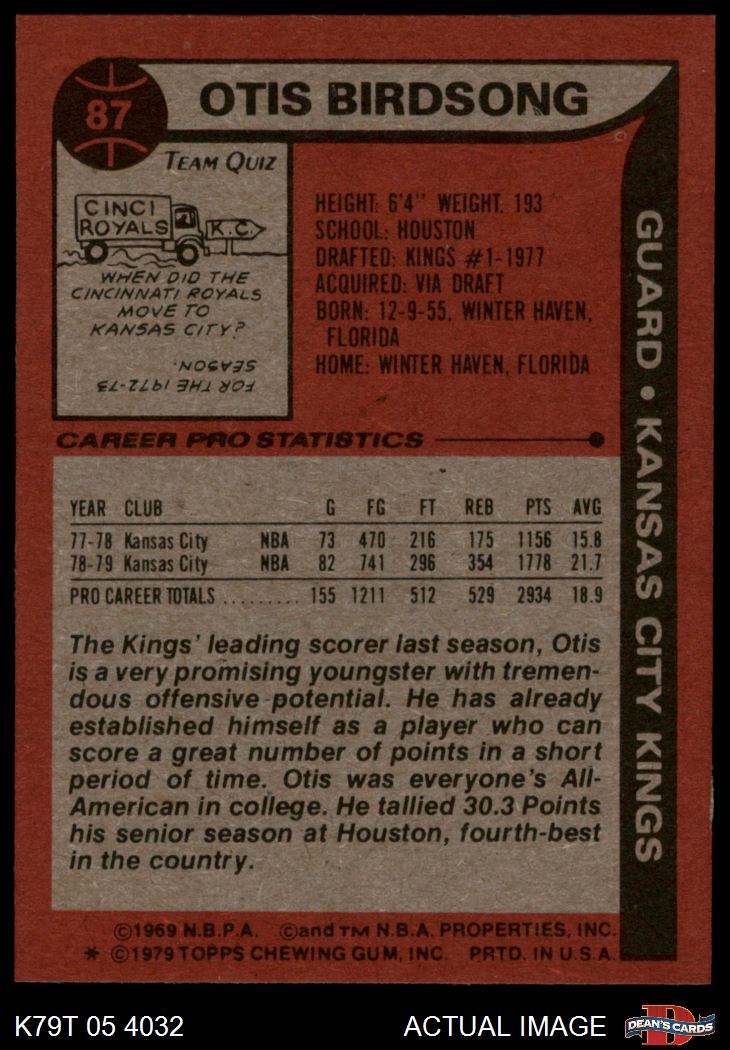 87
OTIS BIRDSONG
TEAM QUIZ
CINCI
ROYALS
K.C.
WHEN DID THE
CINCINNATI ROYALS
MOVE TO
KANSAS CITY?
FOR THE 1972-73
SEASON.
HEIGHT: 6'4" WEIGHT. 193
SCHOOL: HOUSTON
DRAFTED: KINGS #1-1977
ACQUIRED: VIA DRAFT
BORN: 12-9-55, WINTER HAVEN,
FLORIDA
HOME: WINTER HAVEN, FLORIDA
GUARD • KANSAS CITY KINGS
CAREER PRO STATISTICS
YEAR CLUB G FG FT REB PTS AVG
77-78 Kansas City NBA 73 470 216 175 1156 15.8
78-79 Kansas City NBA 82 741 296 354 1778 21.7
PRO CAREER TOTALS ......... 155 1211 512 529 2934 18.9
The Kings' leading scorer last season, Otis
is a very promising youngster with tremen-
dous offensive potential. He has already
established himself as a player who can
score a great number of points in a short
period of time. Otis was everyone's All-
American in college. He tallied 30.3 Points
his senior season at Houston, fourth-best
in the country.
©1969 N.B.P.A. ©and TM N.B.A. PROPERTIES, INC.
* ©1979 TOPPS CHEWING GUM, INC. PRTD. IN U.S.A.
K79T 05 4032
ACTUAL IMAGE
D
DEAN'S CARDS